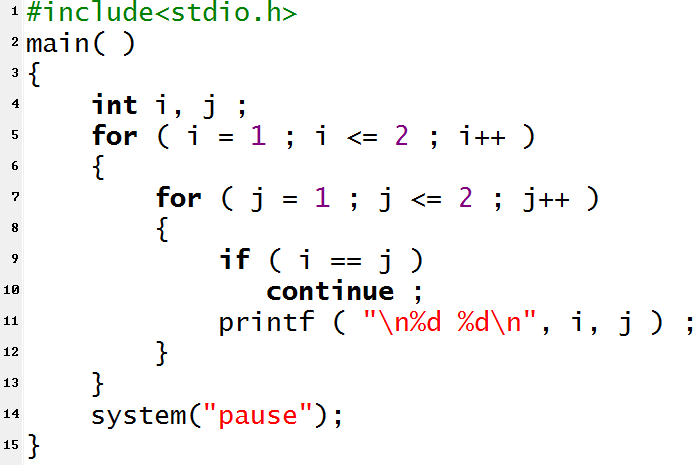 1 #include<stdio.h>
2 main( )
3 {
4 int i, j ;
5 for ( i = 1 ; i <= 2 ; i++ )
6 {
7 for ( j = 1 ; j <= 2 ; j++ )
8 {
9 if ( i == j )
10 continue ;
11 printf ( "\n%d %d\n", i, j ) ;
12 }
13 }
14 system("pause");
15 }